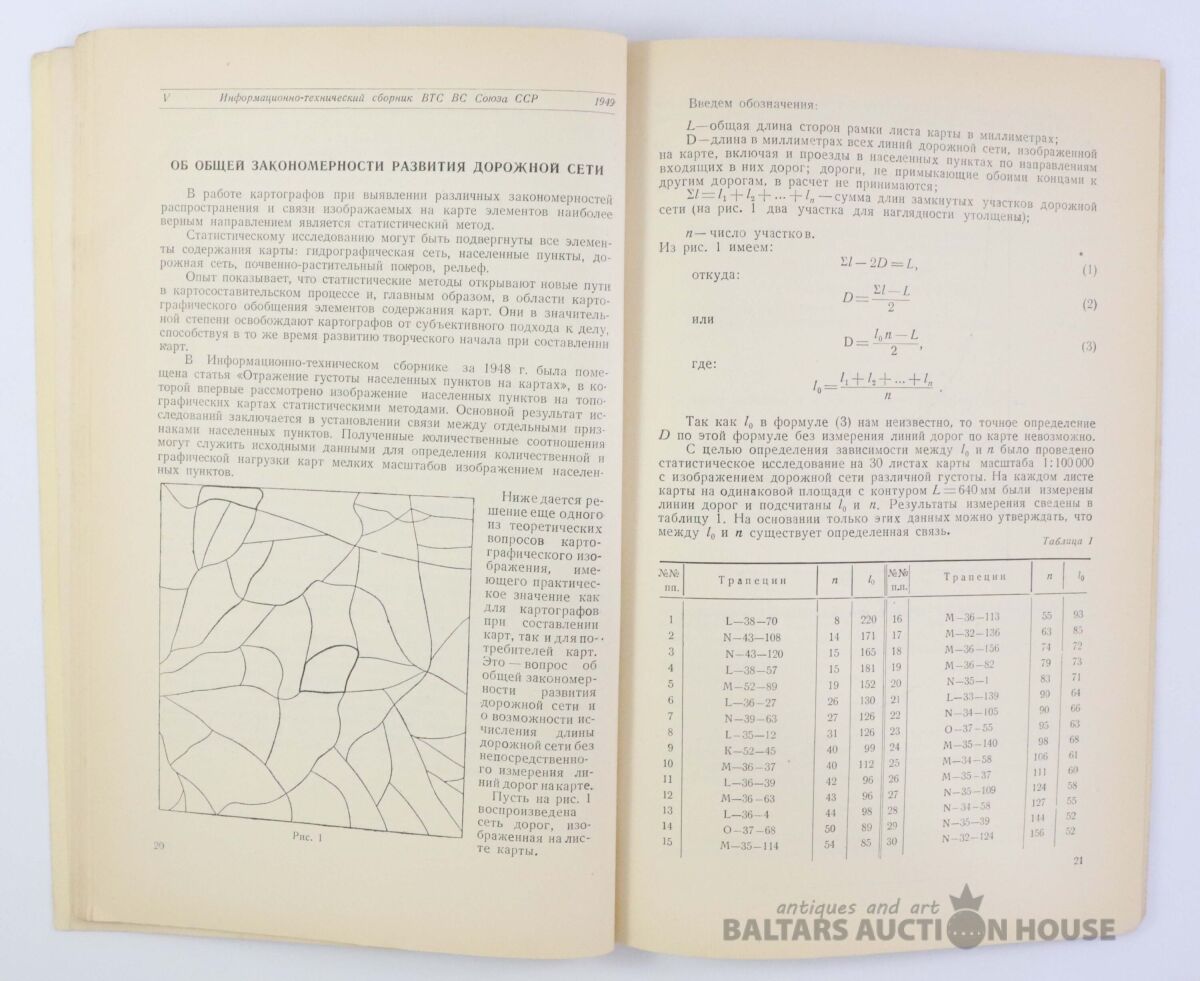 V Информационно-технический сборник ВТС ВС Союза ССР 1949
ОБ ОБЩЕЙ ЗАКОНОМЕРНОСТИ РАЗВИТИЯ ДОРОЖНОЙ СЕТИ
В работе картографов при выявлении различных закономерностей
распространения и связи изображаемых на карте элементов наиболее
верным направлением является статистический метод.
Статистическому исследованию могут быть подвергнуты все элемен-
ты содержания карты: гидрографическая сеть, населенные пункты, до-
рожная сеть, почвенно-растительный покров, рельеф.
Опыт показывает, что статистические методы открывают новые пути
в картосоставительском процессе и, главным образом, в области карто-
графического обобщения элементов содержания карт. Они в значитель-
ной степени освобождают картографов от субъективного подхода к делу,
способствуя в то же время развитию творческого начала при составлении
карт.
В Информационно-техническом сборнике за 1948 г. была поме-
щена статья «Отражение густоты населенных пунктов на картах», в ко-
торой впервые рассмотрено изображение населенных пунктов на топо-
графических картах статистическими методами. Основной результат ис-
следований заключается в установлении связи между отдельными приз-
наками населенных пунктов. Полученные количественные соотношения
могут служить исходными данными для определения количественной и
графической нагрузки карт мелких масштабов изображением населен-
ных пунктов.
Ниже дается ре-
шение еще одного
из теоретических
вопросов карто-
графического изо-
бражения, име-
ющего практичес-
кое значение как
для картографов
при составлении
карт, так и для по-
требителей карт.
Это — вопрос об
общей закономер-
ности развития
дорожной сети и
о возможности ис-
числения длины
дорожной сети без
непосредственно-
го измерения ли-
ний дорог на карте.
Пусть на рис. 1
воспроизведена
сеть дорог, изо-
браженная на лис-
те карты.
Рис. 1
20
Введем обозначения:
L—общая длина сторон рамки листа карты в миллиметрах;
D—длина в миллиметрах всех линий дорожной сети, изображенной
на карте, включая и проезды в населенных пунктах по направлениям
входящих в них дорог; дороги, не примыкающие обоими концами к
другим дорогам, в расчет не принимаются;
Σl=l₁+l₂+...+lₙ—сумма длин замкнутых участков дорожной
сети (на рис. 1 два участка для наглядности утолщены);
n—число участков.
Из рис. 1 имеем:
Σl—2D=L, (1)
откуда:
D=(Σl—L)/2 (2)
или
D=(l₀n—L)/2, (3)
где:
l₀=(l₁+l₂+...+lₙ)/n.
Так как l₀ в формуле (3) нам неизвестно, то точное определение
D по этой формуле без измерения линий дорог по карте невозможно.
С целью определения зависимости между l₀ и n было проведено
статистическое исследование на 30 листах карты масштаба 1:100000
с изображением дорожной сети различной густоты. На каждом листе
карты на одинаковой площади с контуром L=640 мм были измерены
линии дорог и подсчитаны l₀ и n. Результаты измерения сведены в
таблицу 1. На основании только этих данных можно утверждать, что
между l₀ и n существует определенная связь.
Таблица 1
№№ пп. Трапеции n l₀ №№ п.п. Трапеции n l₀
1 L—38—70 8 220 16 М—36—113 55 93
2 N—43—108 14 171 17 М—32—136 63 85
3 N—43—120 15 165 18 М—36—156 74 72
4 L—38—57 15 181 19 М—36—82 79 73
5 М—52—89 19 152 20 N—35—1 83 71
6 L—36—27 26 130 21 L—33—139 90 64
7 N—39—63 27 126 22 N—34—105 90 66
8 L—35—12 31 126 23 О—37—55 95 63
9 К—52—45 40 99 24 М—35—140 98 68
10 М—36—37 40 112 25 М—34—58 106 61
11 L—36—39 42 96 26 М—35—37 111 60
12 М—36—63 43 96 27 N—35—109 124 58
13 L—36—4 44 98 28 N—34—58 127 55
14 О—37—68 50 89 29 N—35—39 144 52
15 М—35—114 54 85 30 N—32—124 156 52
21
antiques and art
BALTARS AUCTION HOUSE